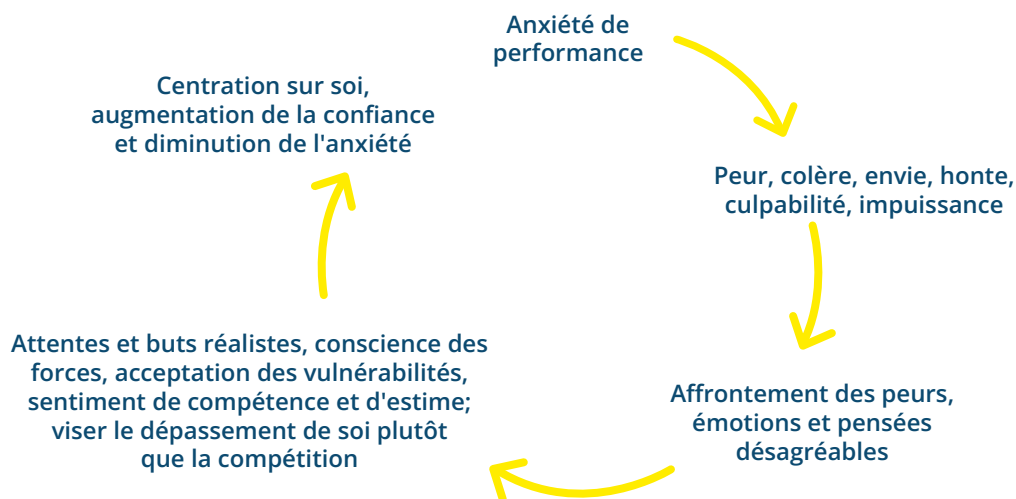 Anxiété de
performance
Peur, colère, envie, honte,
culpabilité, impuissance
Affrontement des peurs,
émotions et pensées
désagréables
Attentes et buts réalistes, conscience des
forces, acceptation des vulnérabilités,
sentiment de compétence et d'estime;
viser le dépassement de soi plutôt
que la compétition
Centration sur soi,
augmentation de la confiance
et diminution de l'anxiété